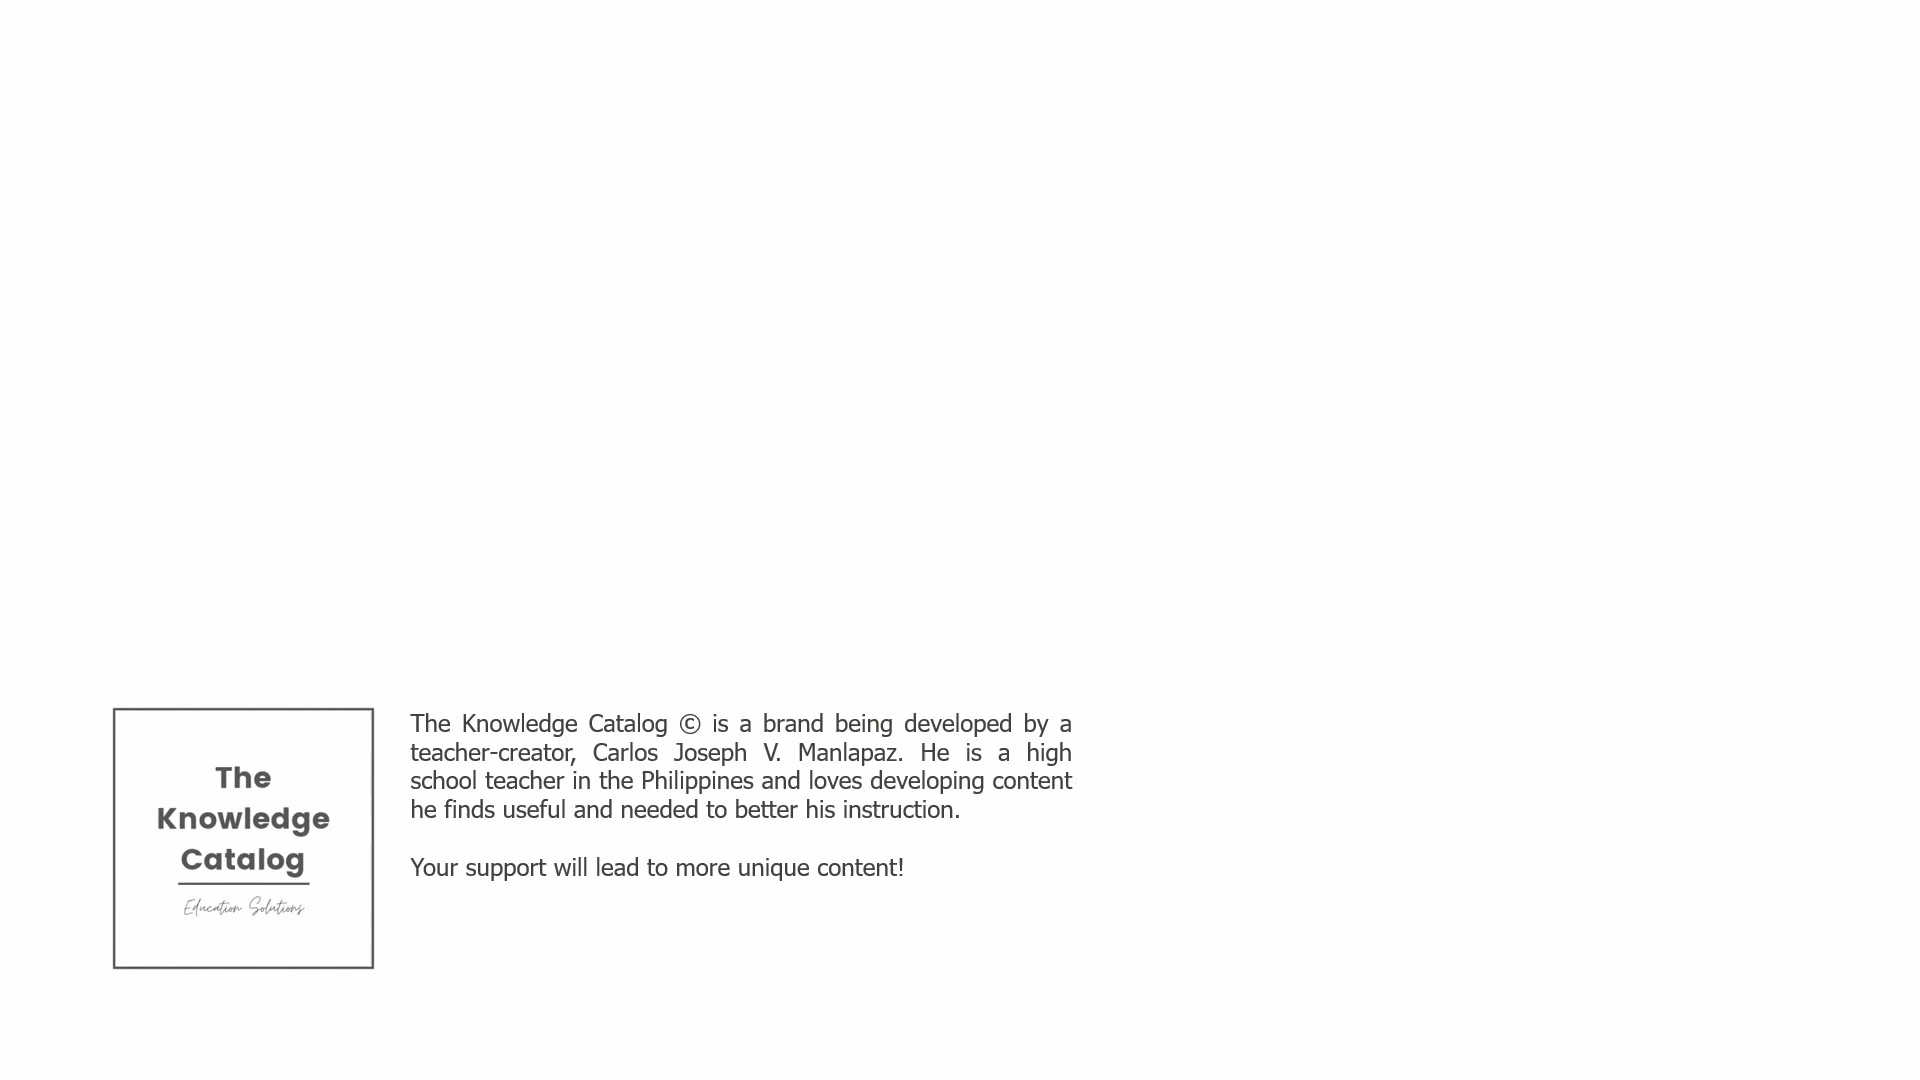 The
Knowledge
Catalog
Education Solutions
The Knowledge Catalog © is a brand being developed by a
teacher-creator, Carlos Joseph V. Manlapaz. He is a high
school teacher in the Philippines and loves developing content
he finds useful and needed to better his instruction.
Your support will lead to more unique content!